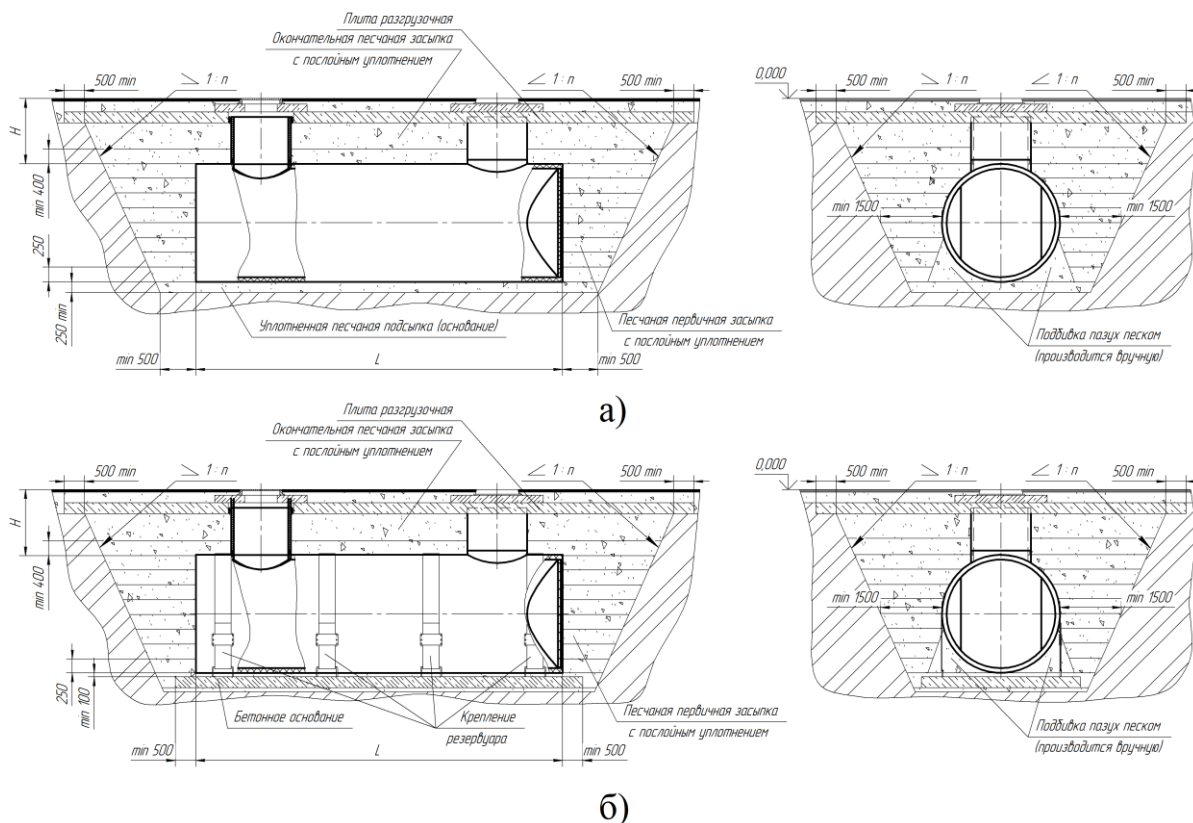 Плита разгрузочная
Окончательная песчаная засыпка
с послойным уплотнением
500 min
1 : n
1 : n
500 min
0,000
500 min
1 : n
1 : n
500 min
H
min 400
250
250 min
min 1500
min 1500
Уплотненная песчаная подсыпка (основание)
Песчаная первичная засыпка
с послойным уплотнением
Подбивка пазух песком
(производится вручную)
min 500
L
min 500
а)
Плита разгрузочная
Окончательная песчаная засыпка
с послойным уплотнением
500 min
1 : n
1 : n
500 min
0,000
500 min
1 : n
1 : n
500 min
H
min 400
250
min 100
min 1500
min 1500
Бетонное основание
Крепление
резервуара
Песчаная первичная засыпка
с послойным уплотнением
Подбивка пазух песком
(производится вручную)
min 500
L
min 500
б)